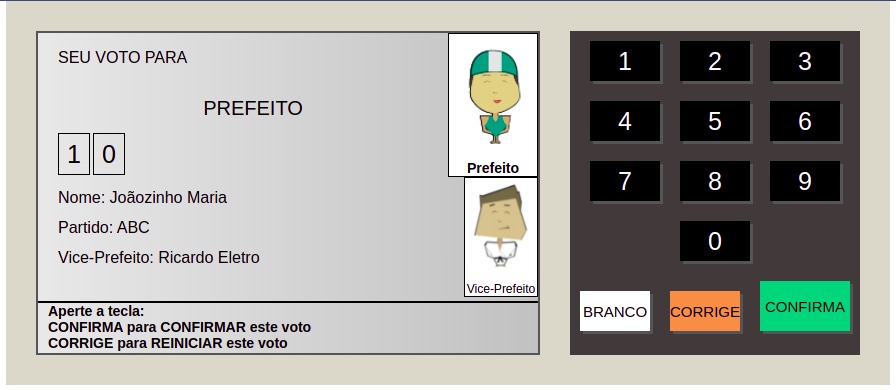 SEU VOTO PARA
PREFEITO
1 0
Nome: Joãozinho Maria
Partido: ABC
Vice-Prefeito: Ricardo Eletro
Prefeito
Vice-Prefeito
Aperte a tecla:
CONFIRMA para CONFIRMAR este voto
CORRIGE para REINICIAR este voto
1 2 3
4 5 6
7 8 9
0
BRANCO CORRIGE CONFIRMA